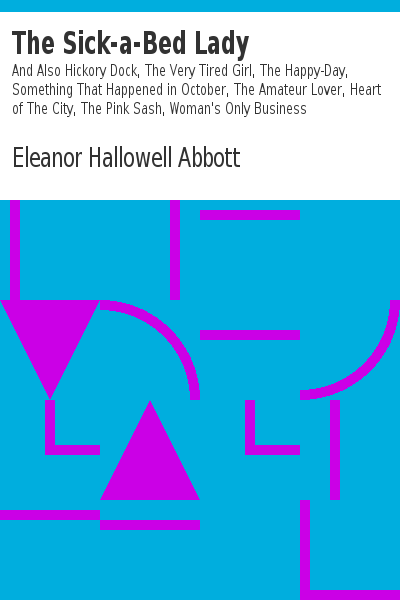 The Sick-a-Bed Lady
And Also Hickory Dock, The Very Tired Girl, The Happy-Day,
Something That Happened in October, The Amateur Lover, Heart
of The City, The Pink Sash, Woman's Only Business
Eleanor Hallowell Abbott